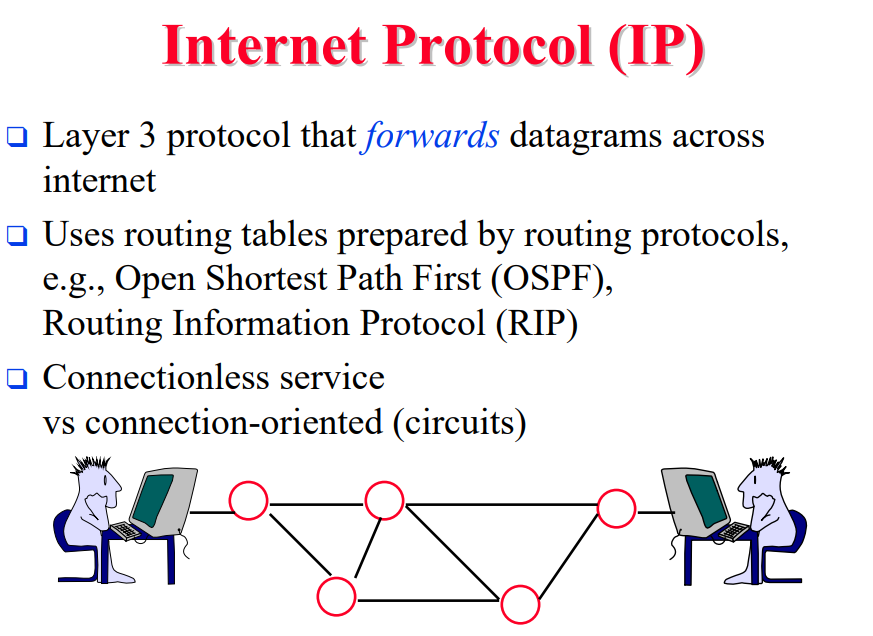 Internet Protocol (IP)
Layer 3 protocol that forwards datagrams across
internet
Uses routing tables prepared by routing protocols,
e.g., Open Shortest Path First (OSPF),
Routing Information Protocol (RIP)
Connectionless service
vs connection-oriented (circuits)